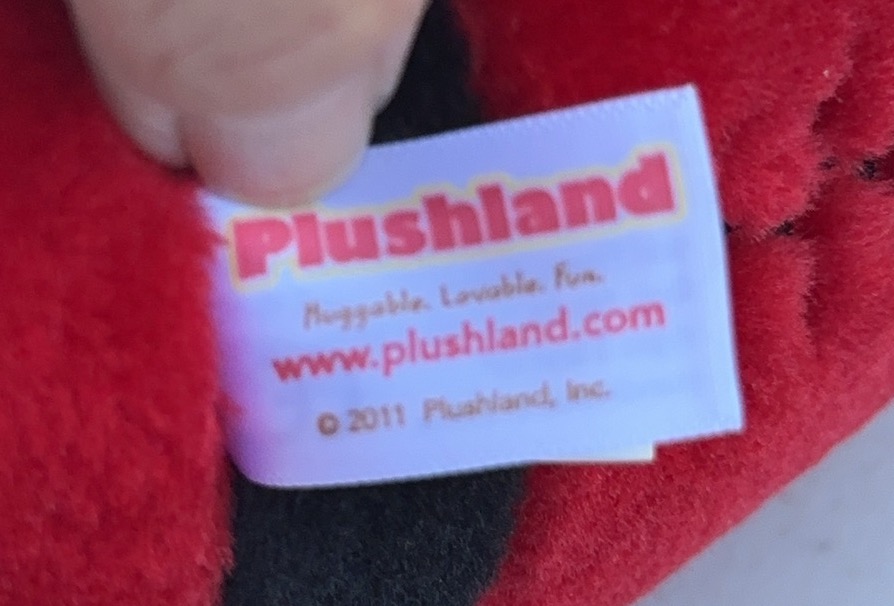 Plushland
Huggable. Lovable. Fun.
www.plushland.com
© 2011 Plushland, Inc.